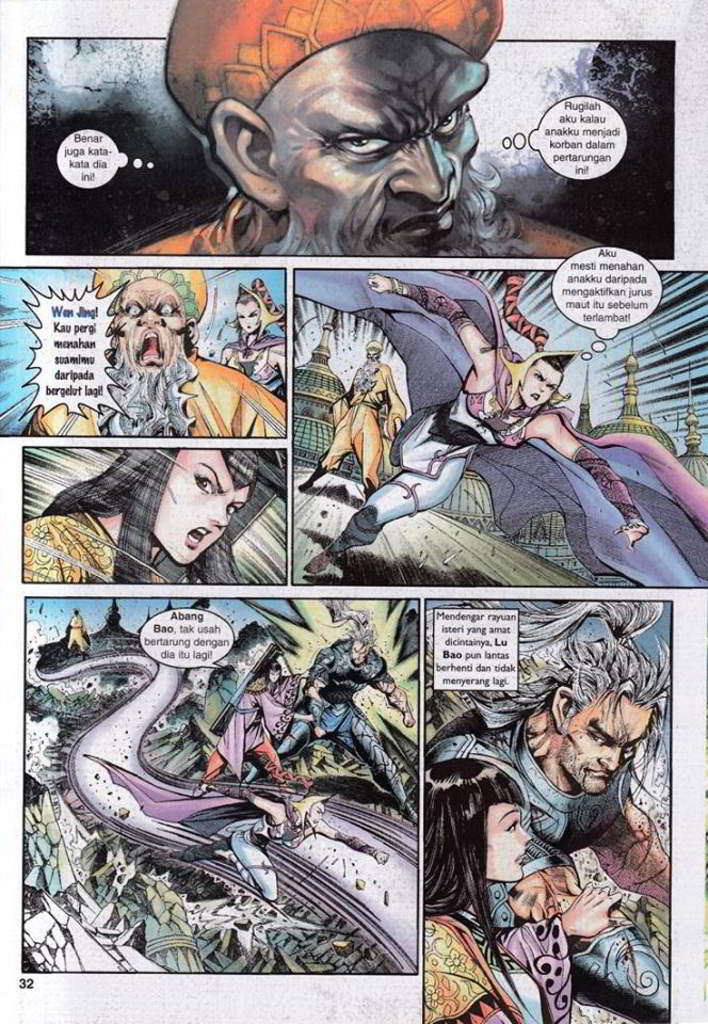 Benar
juga kata-
kata dia
ini!
Rugilah
aku kalau
anakku menjadi
korban dalam
pertarungan
ini!
Wen Jing!
Kau pergi
menahan
suamimu
daripada
bergelut lagi!
Aku
mesti menahan
anakku daripada
mengaktifkan jurus
maut itu sebelum
terlambat!
Abang
Bao, tak usah
bertarung dengan
dia itu lagi!
Mendengar rayuan
isteri yang amat
dicintainya, Lu
Bao pun lantas
berhenti dan tidak
menyerang lagi.
32